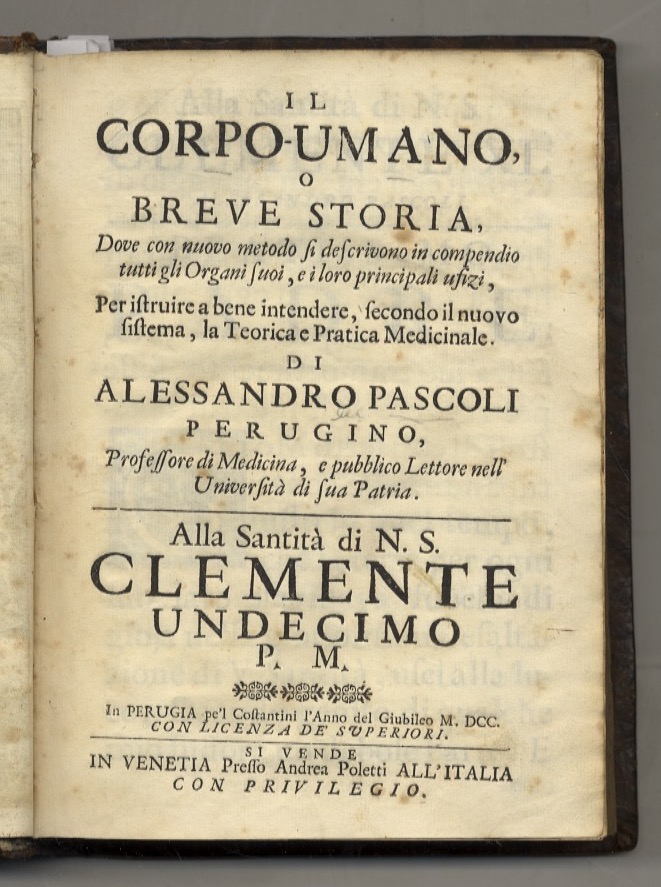 IL
CORPO-UMANO,
O
BREVE STORIA,
Dove con nuovo metodo ſi deſcrivono in compendio
tutti gli Organi ſuoi, e i loro principali ufizi,
Per iſtruire a bene intendere, ſecondo il nuovo
ſiſtema, la Teorica e Pratica Medicinale.
DI
ALESSANDRO PASCOLI
PERUGINO,
Profeſſore di Medicina, e pubblico Lettore nell'
Univerſità di ſua Patria.
Alla Santità di N. S.
CLEMENTE
UNDECIMO
P. M.
In PERUGIA pe'l Coſtantini l'Anno del Giubileo M. DCC.
CON LICENZA DE' SVPERIORI.
SI VENDE
IN VENETIA Preſſo Andrea Poletti ALL'ITALIA
CON PRIVILEGIO.